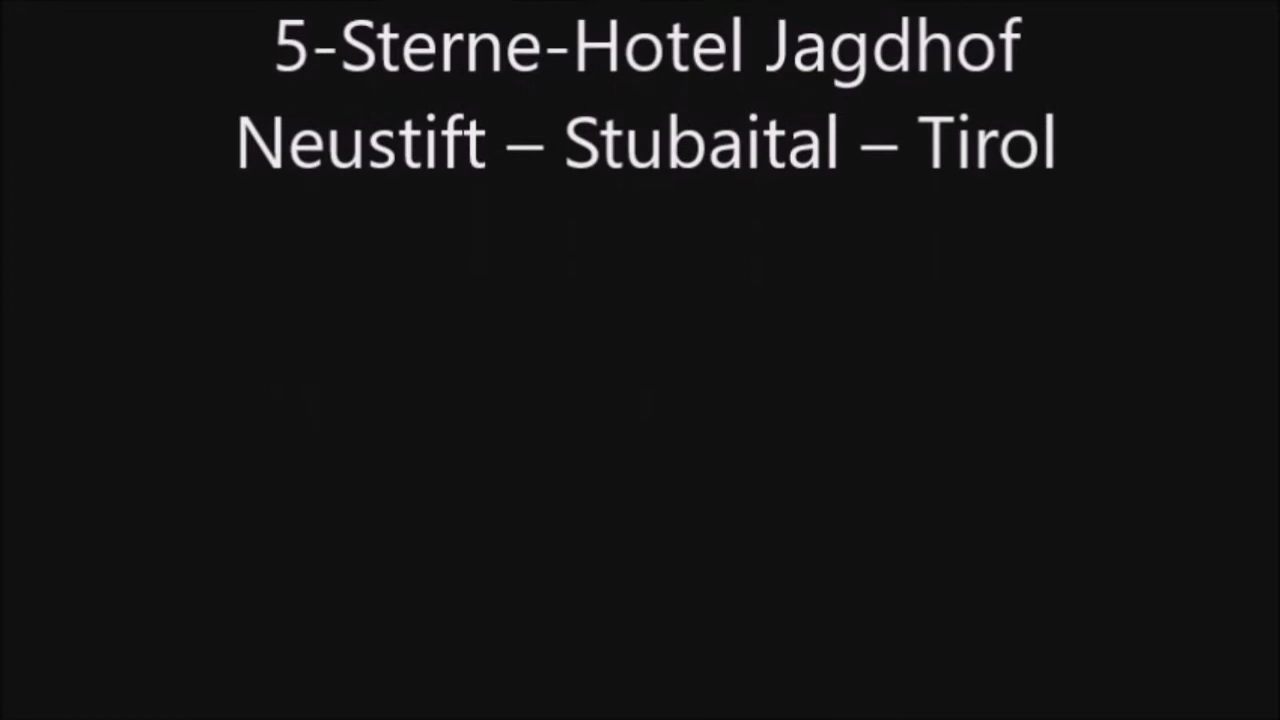 5-Sterne-Hotel Jagdhof
Neustift – Stubaital – Tirol